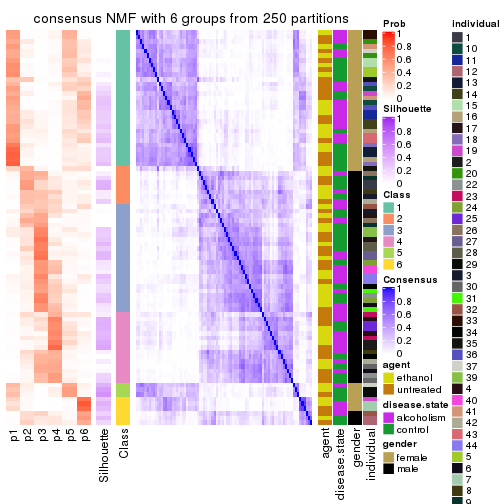 consensus NMF with 6 groups from 250 partitions
p1
p2
p3
p4
p5
p6
Silhouette
Class
agent
disease.state
gender
individual
Prob
0.8
0.6
0.4
0.2
0
Silhouette
1
0.8
0.6
0.4
0.2
0
Class
1
2
3
4
5
6
Consensus
1
0.8
0.6
0.4
0.2
0
agent
ethanol
untreated
disease.state
alcoholism
control
gender
female
male
individual
1
10
11
12
13
14
15
16
17
18
19
2
20
22
23
24
25
26
27
28
29
3
30
31
32
33
34
35
36
37
39
4
40
41
42
43
44
5
6
7
8
9